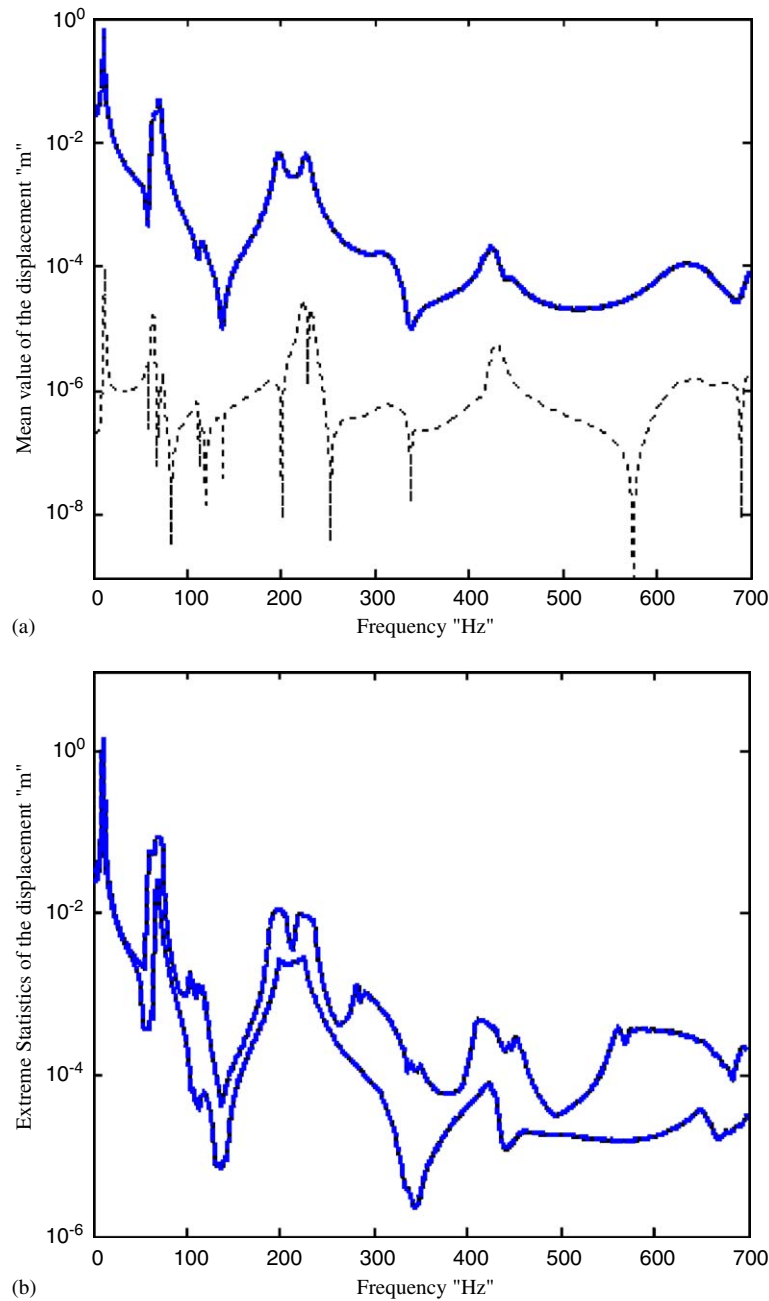 10^0
10^-2
10^-4
10^-6
10^-8
Mean value of the displacement "m"
0 100 200 300 400 500 600 700
Frequency "Hz"
(a)
10^0
10^-2
10^-4
10^-6
Extreme Statistics of the displacement "m"
0 100 200 300 400 500 600 700
Frequency "Hz"
(b)